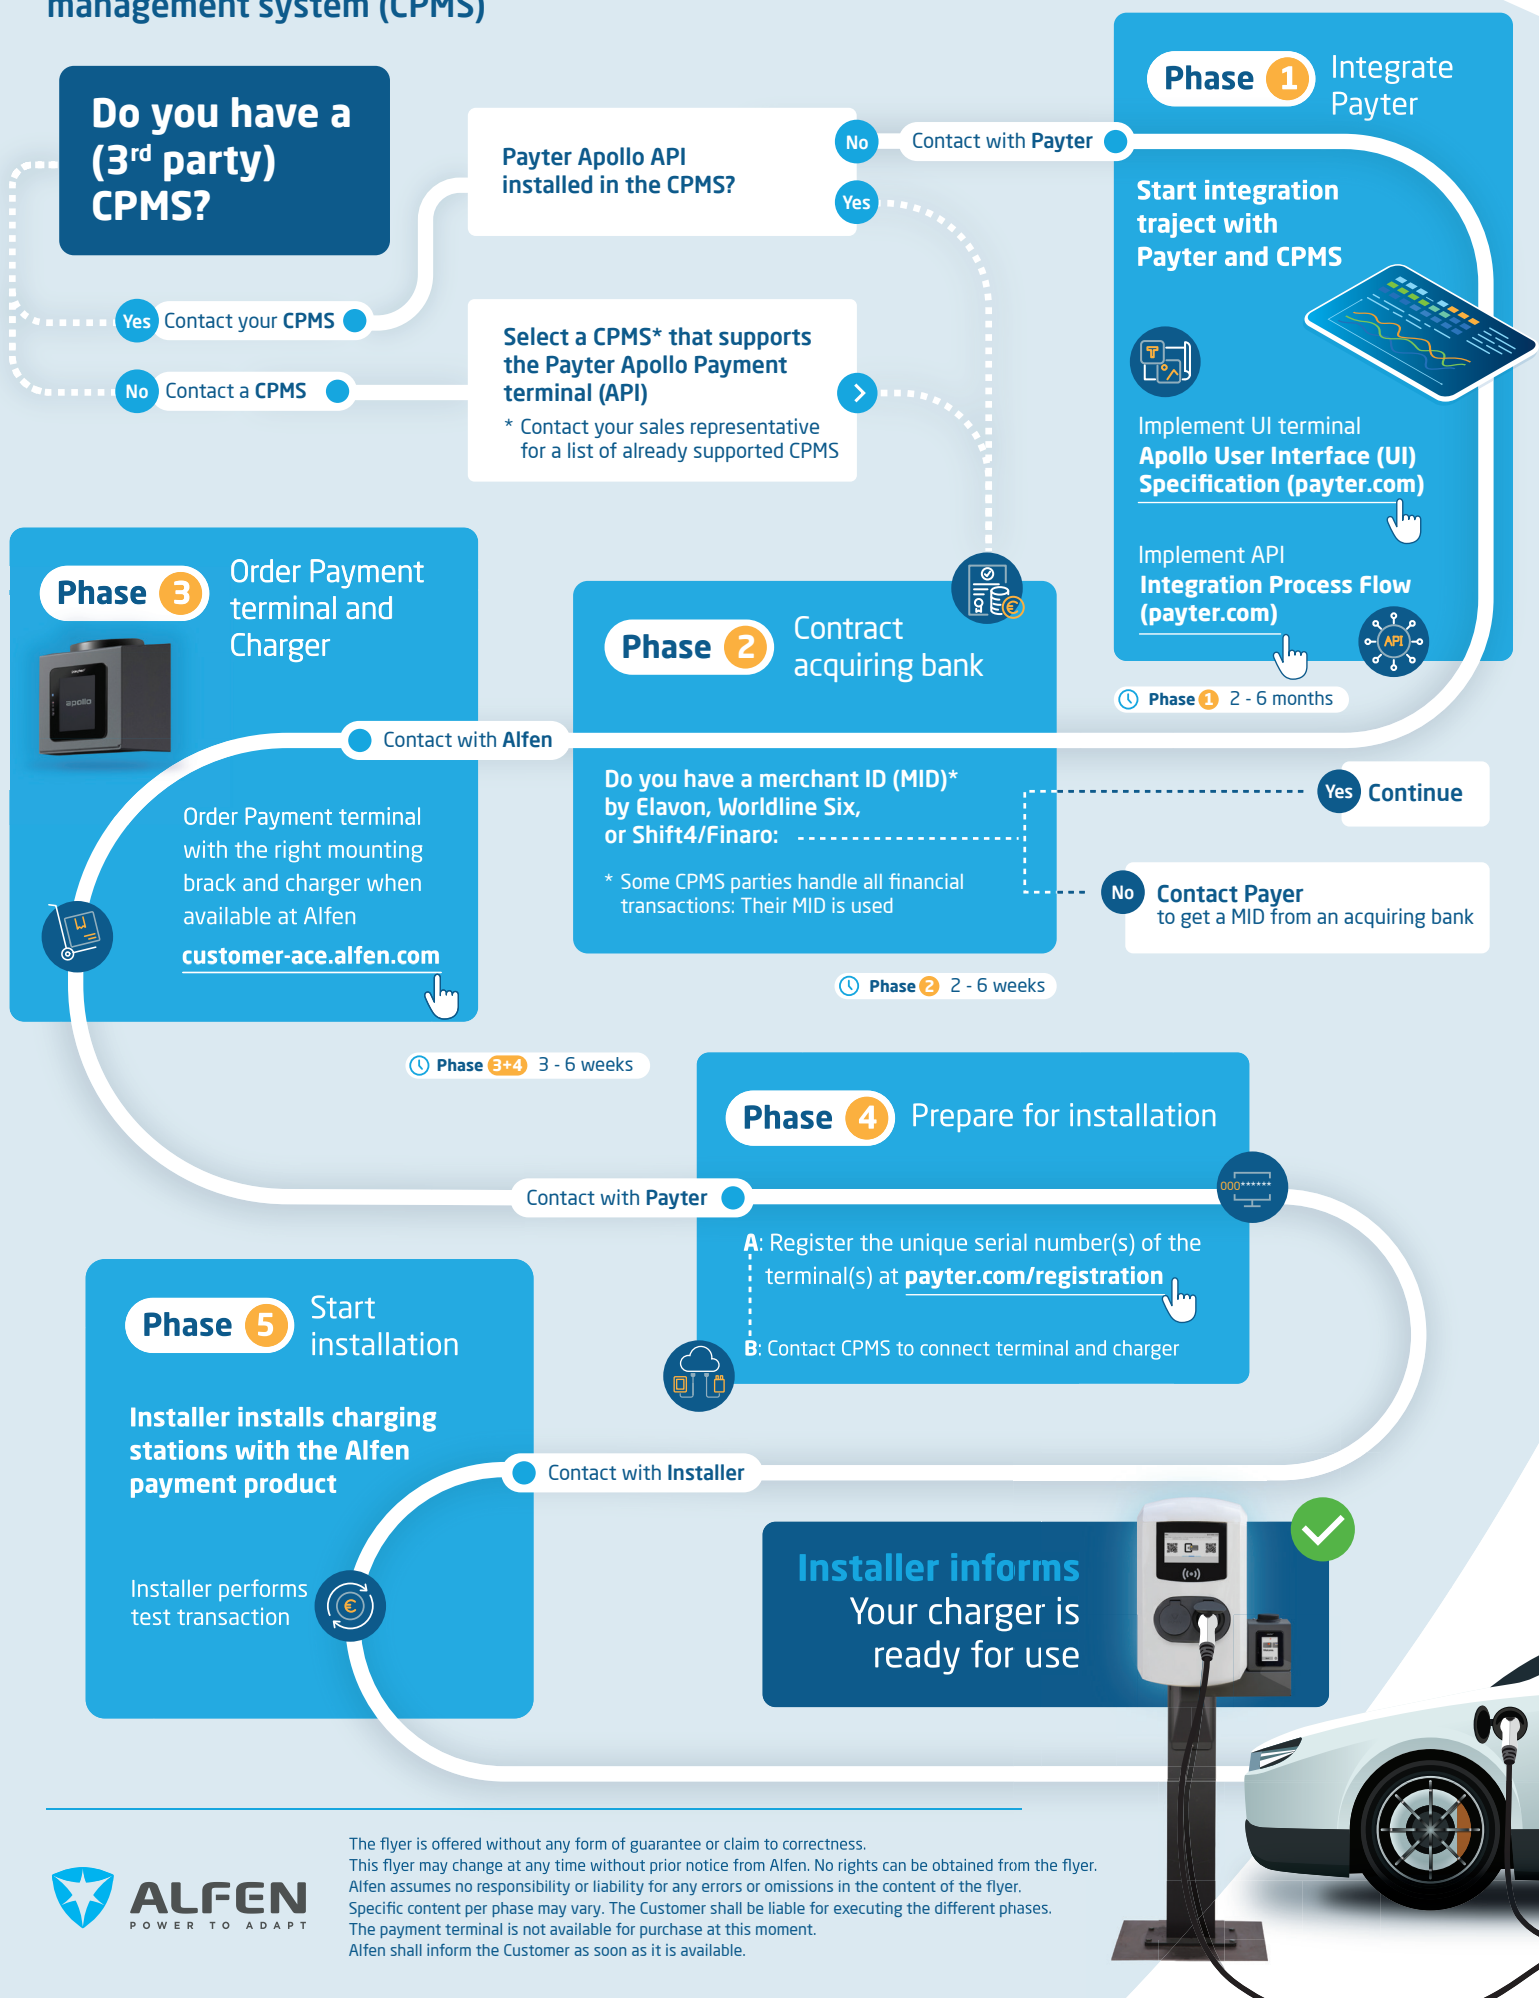 management system (CPMS)
Do you have a
(3rd party)
CPMS?
Yes
Contact your CPMS
No
Contact a CPMS
Payter Apollo API
installed in the CPMS?
No
Yes
Contact with Payter
Select a CPMS* that supports
the Payter Apollo Payment
terminal (API)
* Contact your sales representative
for a list of already supported CPMS
Phase 1
Integrate
Payter
Start integration
traject with
Payter and CPMS
Implement UI terminal
Apollo User Interface (UI)
Specification (payter.com)
Implement API
Integration Process Flow
(payter.com)
API
Phase 1 2 - 6 months
Phase 2
Contract
acquiring bank
Do you have a merchant ID (MID)*
by Elavon, Worldline Six,
or Shift4/Finaro:
* Some CPMS parties handle all financial
transactions: Their MID is used
Yes
Continue
No
Contact Payer
to get a MID from an acquiring bank
Phase 2 2 - 6 weeks
Phase 3
Order Payment
terminal and
Charger
apollo
Contact with Alfen
Order Payment terminal
with the right mounting
brack and charger when
available at Alfen
customer-ace.alfen.com
Phase 3+4 3 - 6 weeks
Phase 4
Prepare for installation
000******
Contact with Payter
A: Register the unique serial number(s) of the
terminal(s) at payter.com/registration
B: Contact CPMS to connect terminal and charger
Phase 5
Start
installation
Installer installs charging
stations with the Alfen
payment product
Contact with Installer
Installer performs
test transaction
€
Installer informs
Your charger is
ready for use
ALFEN
POWER TO ADAPT
The flyer is offered without any form of guarantee or claim to correctness.
This flyer may change at any time without prior notice from Alfen. No rights can be obtained from the flyer.
Alfen assumes no responsibility or liability for any errors or omissions in the content of the flyer.
Specific content per phase may vary. The Customer shall be liable for executing the different phases.
The payment terminal is not available for purchase at this moment.
Alfen shall inform the Customer as soon as it is available.